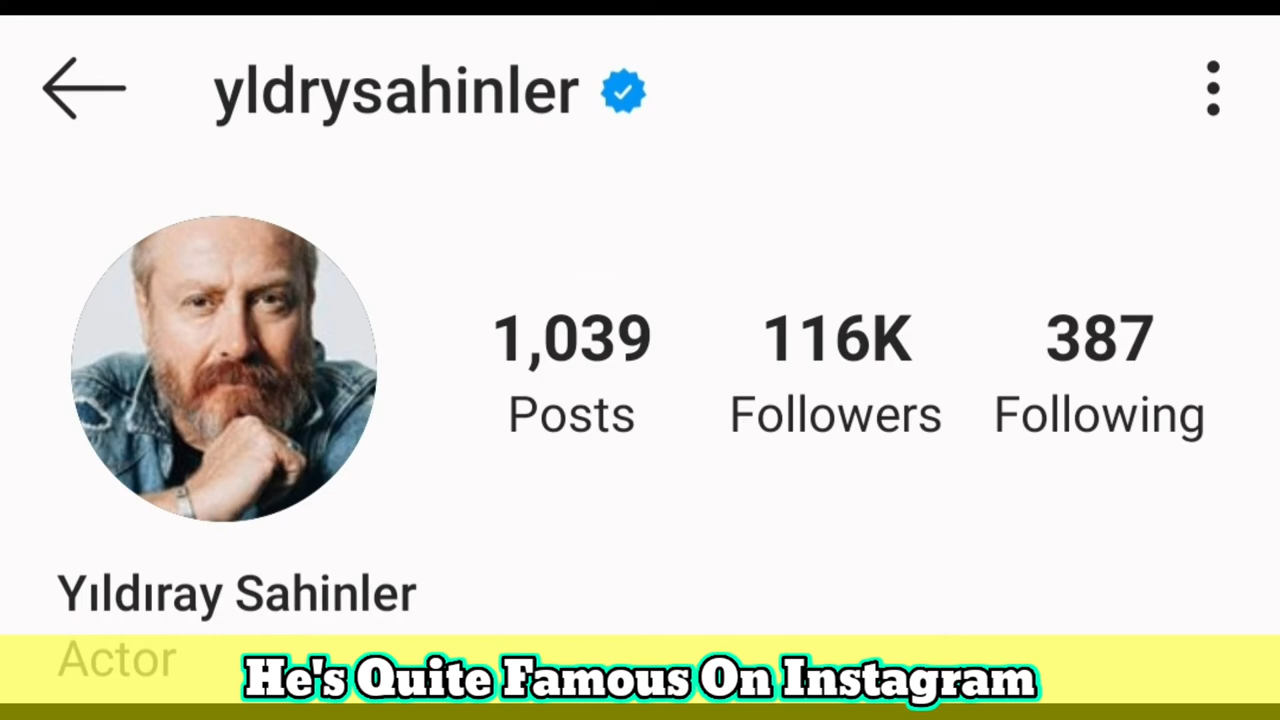 yldrysahinler
1,039 116K 387
Posts Followers Following
Yıldıray Sahinler
Actor
He's Quite Famous On Instagram